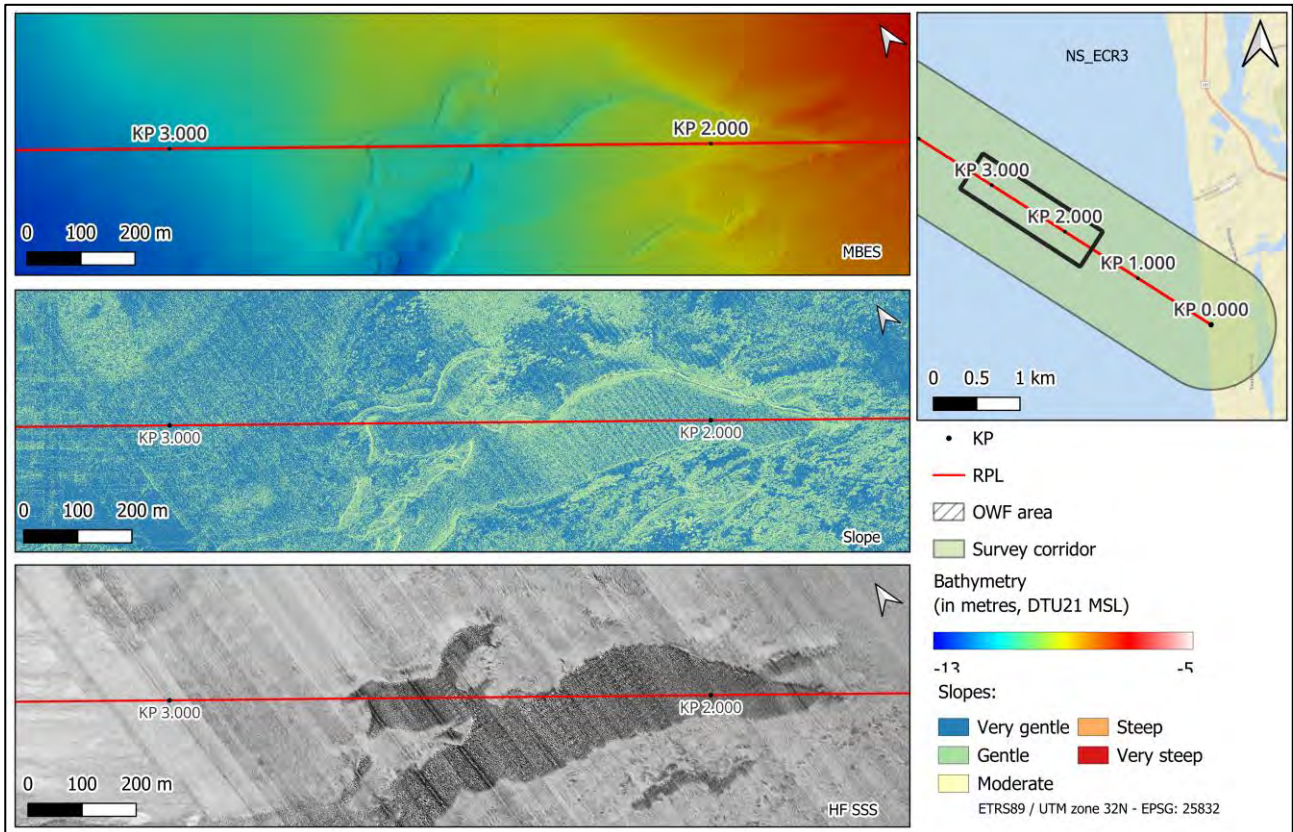 KP 3.000
KP 2.000
0 100 200 m
MBES
KP 3.000
KP 2.000
0 100 200 m
Slope
KP 3.000
KP 2.000
0 100 200 m
HF SSS
NS_ECR3
KP 3.000
KP 2.000
KP 1.000
KP 0.000
0 0.5 1 km
KP
RPL
OWF area
Survey corridor
Bathymetry
(in metres, DTU21 MSL)
-13 -5
Slopes:
Very gentle Steep
Gentle Very steep
Moderate
ETRS89 / UTM zone 32N - EPSG: 25832